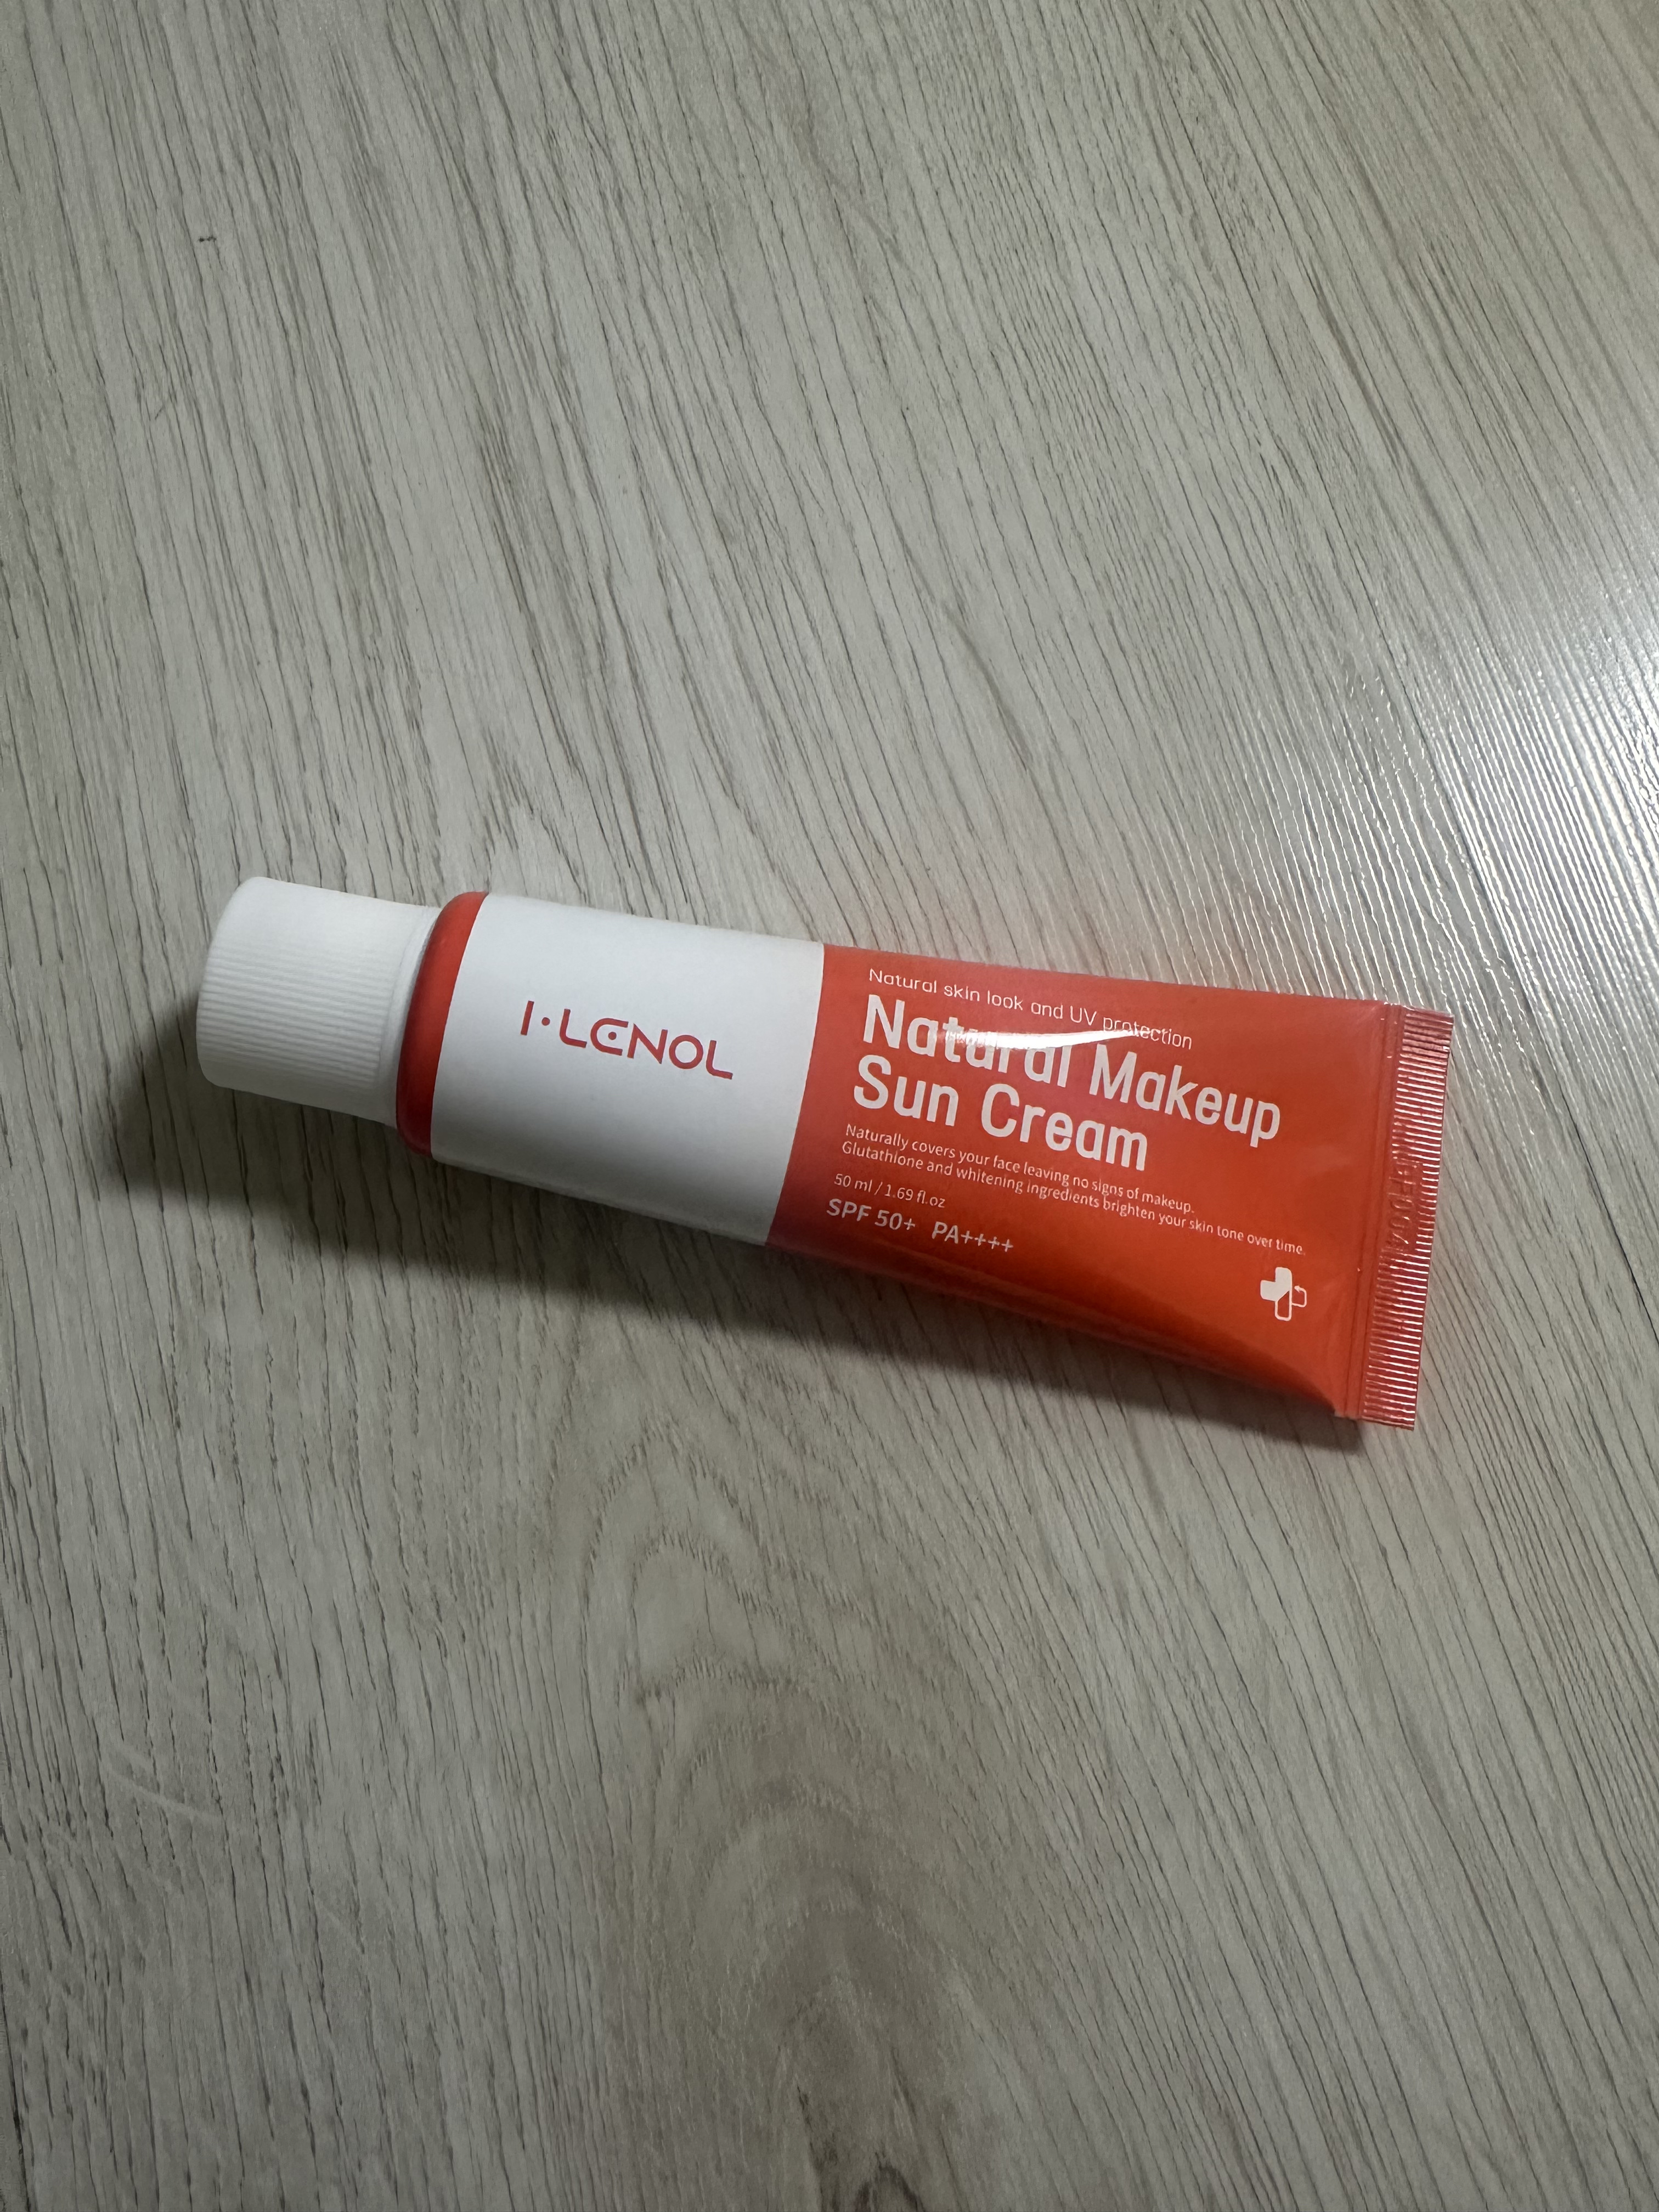 I·LENOL
Natural skin look and UV protection
Natural Makeup
Sun Cream
Naturally covers your face leaving no signs of makeup.
Glutathione and whitening ingredients brighten your skin tone over time.
50 ml / 1.69 fl.oz
SPF 50+ PA++++